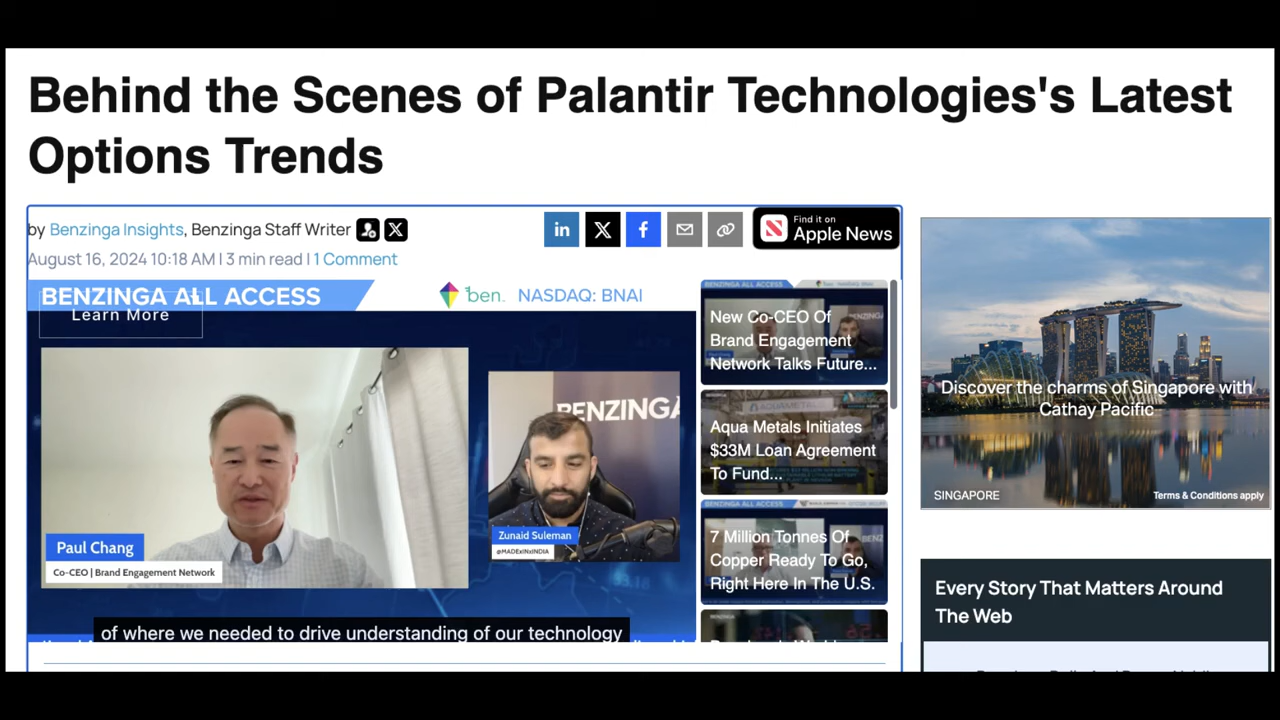 Behind the Scenes of Palantir Technologies's Latest
Options Trends
by Benzinga Insights, Benzinga Staff Writer
Find it on
Apple News
August 16, 2024 10:18 AM | 3 min read | 1 Comment
BENZINGA ALL ACCESS
ben. NASDAQ: BNAI
Learn More
BENZINGA
Paul Chang
Co-CEO | Brand Engagement Network
Zunaid Suleman
@MADExINxINDIA
of where we needed to drive understanding of our technology
New Co-CEO Of
Brand Engagement
Network Talks Future...
Aqua Metals Initiates
$33M Loan Agreement
To Fund...
7 Million Tonnes Of
Copper Ready To Go,
Right Here In The U.S.
Discover the charms of Singapore with
Cathay Pacific
SINGAPORE
Terms & Conditions apply
Every Story That Matters Around
The Web